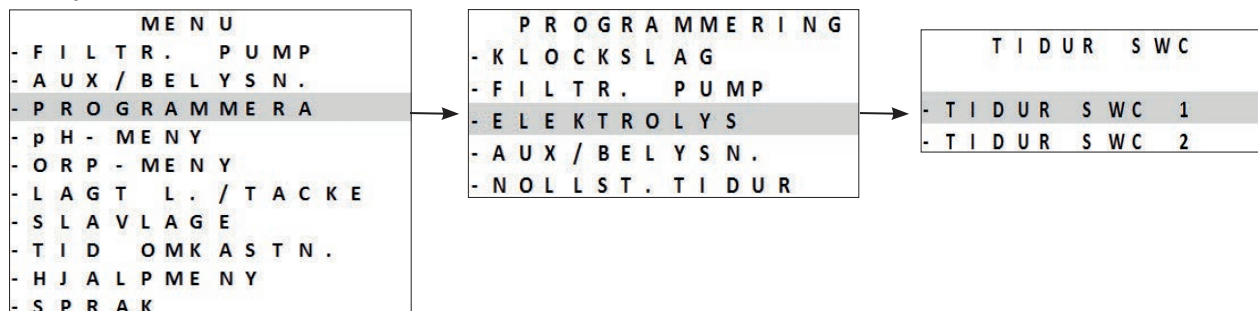 MENU
-FILTR. PUMP
-AUX/BELYSN.
-PROGRAMMERA
-pH-MENY
-ORP-MENY
-LAGT L./TACKE
-SLAVLAGE
-TID OMKASTN.
-HJALPMENY
-SPRAK
PROGRAMMERING
-KLOCKSLAG
-FILTR. PUMP
-ELEKTROLYS
-AUX/BELYSN.
-NOLLST.TIDUR
TIDUR SWC
-TIDUR SWC 1
-TIDUR SWC 2